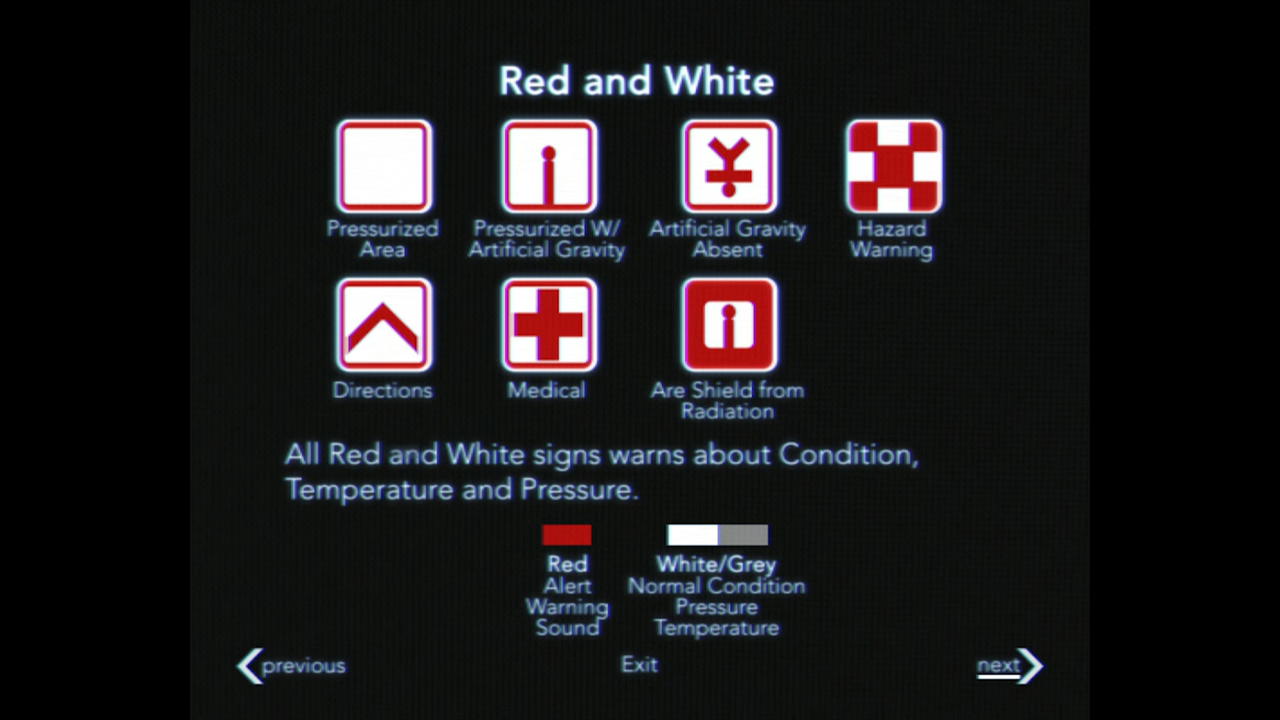 Red and White
Pressurized
Area
Pressurized W/
Artificial Gravity
Artificial Gravity
Absent
Hazard
Warning
Directions
Medical
Are Shield from
Radiation
All Red and White signs warns about Condition,
Temperature and Pressure.
Red
Alert
Warning
Sound
White/Grey
Normal Condition
Pressure
Temperature
previous
Exit
next